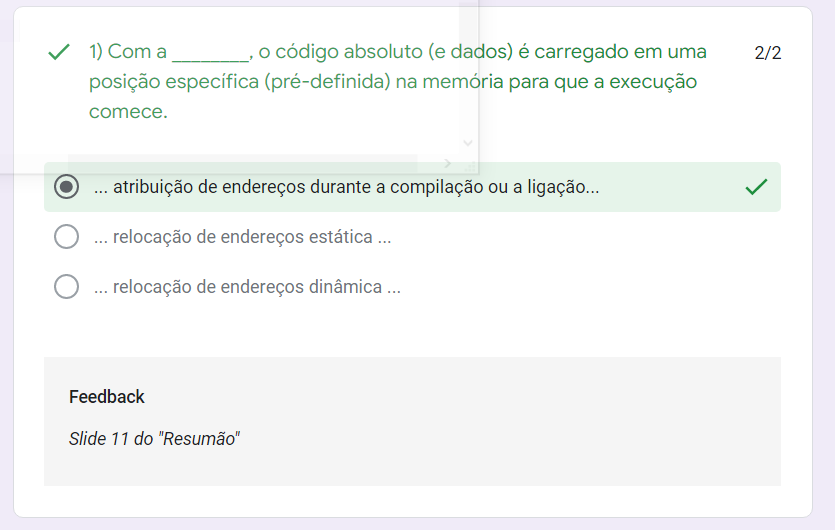 1) Com a ________, o código absoluto (e dados) é carregado em uma
2/2
posição específica (pré-definida) na memória para que a execução
comece.
... atribuição de endereços durante a compilação ou a ligação...
... relocação de endereços estática ...
... relocação de endereços dinâmica ...
Feedback
Slide 11 do "Resumão"